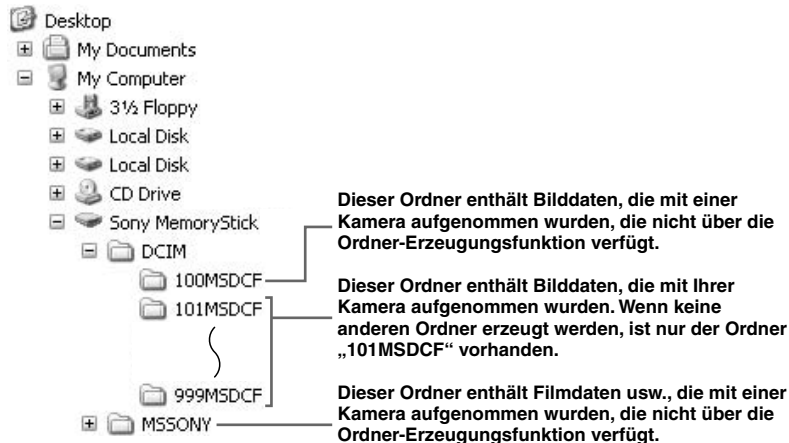 Desktop
My Documents
My Computer
3½ Floppy
Local Disk
Local Disk
CD Drive
Sony MemoryStick
DCIM
100MSDCF
101MSDCF
999MSDCF
MSSONY
Dieser Ordner enthält Bilddaten, die mit einer
Kamera aufgenommen wurden, die nicht über die
Ordner-Erzeugungsfunktion verfügt.
Dieser Ordner enthält Bilddaten, die mit Ihrer
Kamera aufgenommen wurden. Wenn keine
anderen Ordner erzeugt werden, ist nur der Ordner
„101MSDCF“ vorhanden.
Dieser Ordner enthält Filmdaten usw., die mit einer
Kamera aufgenommen wurden, die nicht über die
Ordner-Erzeugungsfunktion verfügt.